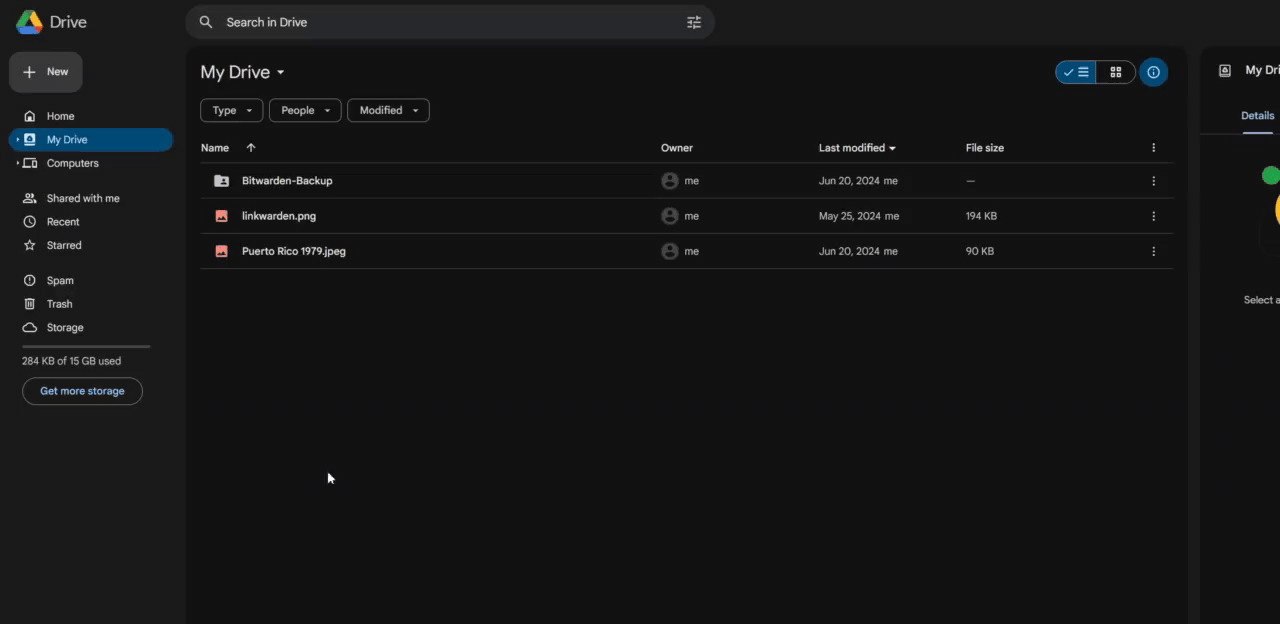 Drive
Search in Drive
New
Home
My Drive
Computers
Shared with me
Recent
Starred
Spam
Trash
Storage
284 KB of 15 GB used
Get more storage
My Drive
Type People Modified
Name Owner Last modified File size
Bitwarden-Backup me Jun 20, 2024 me —
linkwarden.png me May 25, 2024 me 194 KB
Puerto Rico 1979.jpeg me Jun 20, 2024 me 90 KB
My Dri
Details
Select a